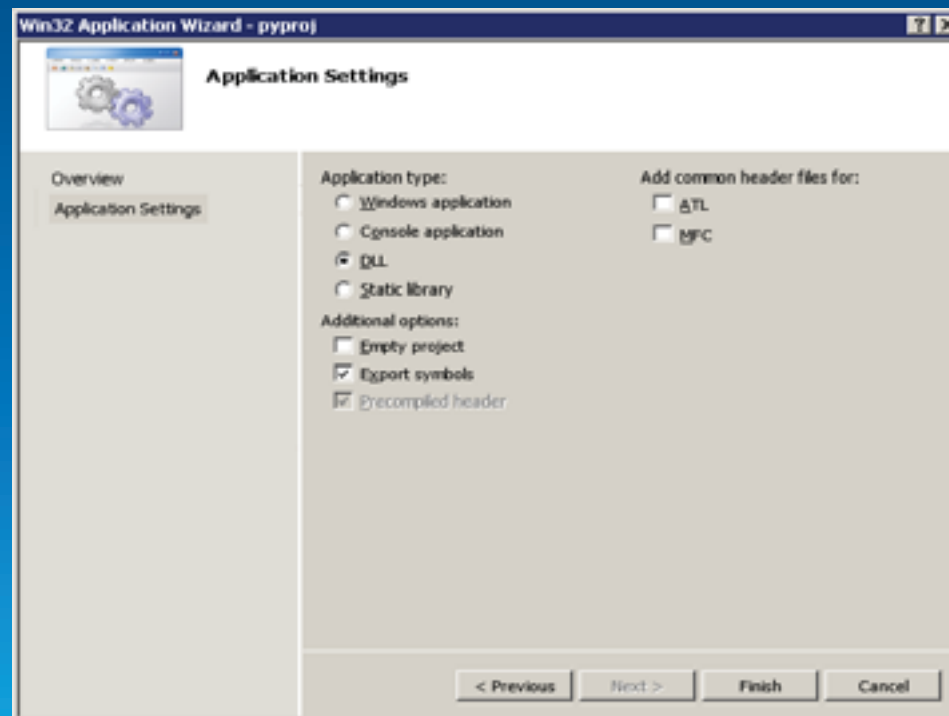 Win32 Application Wizard - pyproj
Application Settings
Overview
Application Settings
Application type:
Windows application
Console application
DLL
Static library
Additional options:
Empty project
Export symbols
Precompiled header
Add common header files for:
ATL
MFC
< Previous
Next >
Finish
Cancel